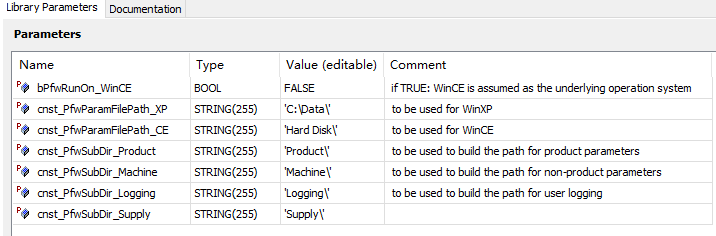 Library Parameters Documentation
Parameters
Name Type Value (editable) Comment
bPfwRunOn_WinCE BOOL FALSE if TRUE: WinCE is assumed as the underlying operation system
cnst_PfwParamFilePath_XP STRING(255) 'C:\Data\' to be used for WinXP
cnst_PfwParamFilePath_CE STRING(255) 'Hard Disk\' to be used for WinCE
cnst_PfwSubDir_Product STRING(255) 'Product\' to be used to build the path for product parameters
cnst_PfwSubDir_Machine STRING(255) 'Machine\' to be used to build the path for non-product parameters
cnst_PfwSubDir_Logging STRING(255) 'Logging\' to be used to build the path for user logging
cnst_PfwSubDir_Supply STRING(255) 'Supply\'